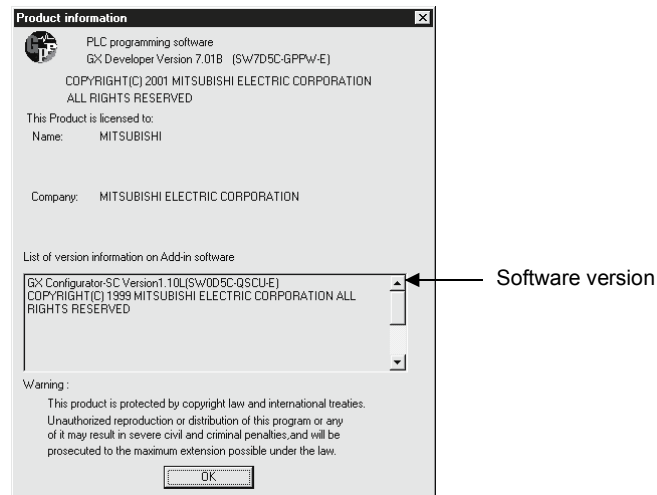 Product information
PLC programming software
GX Developer Version 7.01B (SW7D5C-GPPW-E)
COPYRIGHT(C) 2001 MITSUBISHI ELECTRIC CORPORATION
ALL RIGHTS RESERVED
This Product is licensed to:
Name: MITSUBISHI
Company: MITSUBISHI ELECTRIC CORPORATION
List of version information on Add-in software
GX Configurator-SC Version1.10L(SW0D5C-QSCU-E)
COPYRIGHT(C) 1999 MITSUBISHI ELECTRIC CORPORATION ALL
RIGHTS RESERVED
Software version
Warning :
This product is protected by copyright law and international treaties.
Unauthorized reproduction or distribution of this program or any
of it may result in severe civil and criminal penalties,and will be
prosecuted to the maximum extension possible under the law.
OK